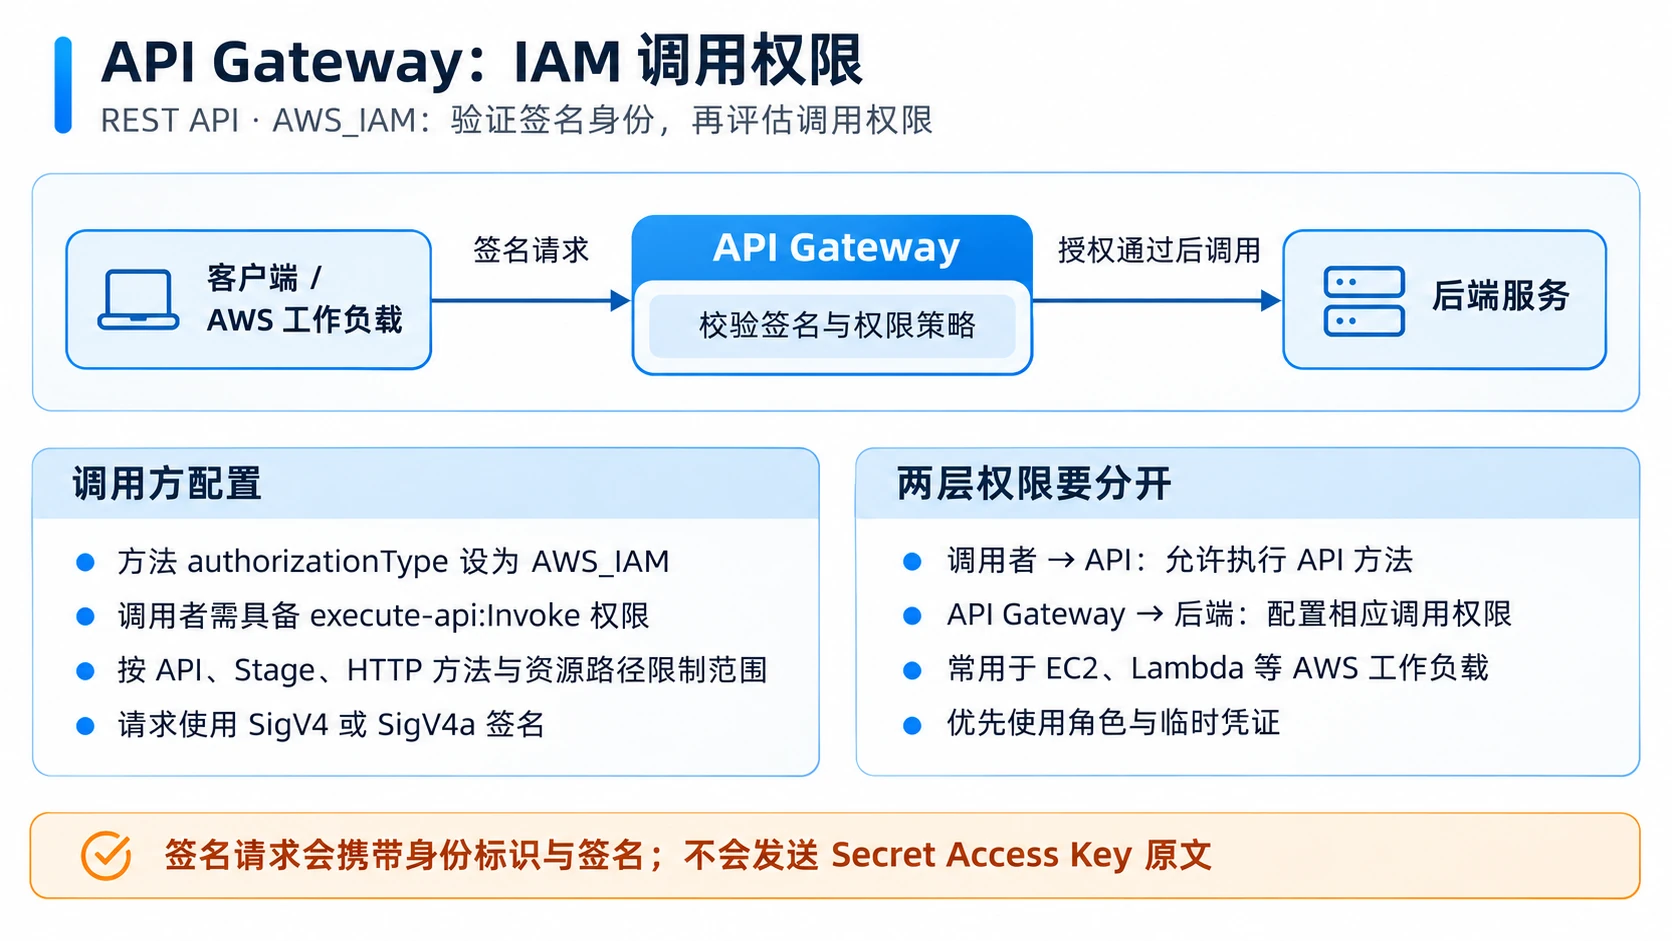 API Gateway：IAM 调用权限
REST API · AWS_IAM：验证签名身份，再评估调用权限
客户端 /
AWS 工作负载
签名请求
API Gateway
校验签名与权限策略
授权通过后调用
后端服务
调用方配置
方法 authorizationType 设为 AWS_IAM
调用者需具备 execute-api:Invoke 权限
按 API、Stage、HTTP 方法与资源路径限制范围
请求使用 SigV4 或 SigV4a 签名
两层权限要分开
调用者 → API：允许执行 API 方法
API Gateway → 后端：配置相应调用权限
常用于 EC2、Lambda 等 AWS 工作负载
优先使用角色与临时凭证
签名请求会携带身份标识与签名；不会发送 Secret Access Key 原文